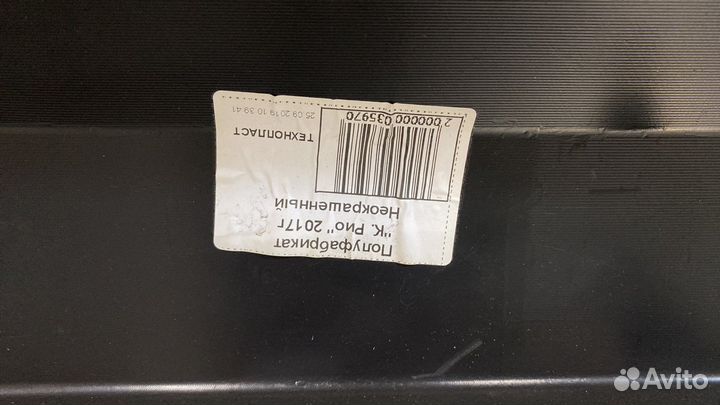 Полуфабрикат
"К. Рио" 2017г
Неокрашенный
2 000000 035970
ТЕХНОПЛАСТ
25 09 2019 10:39:41
Avito